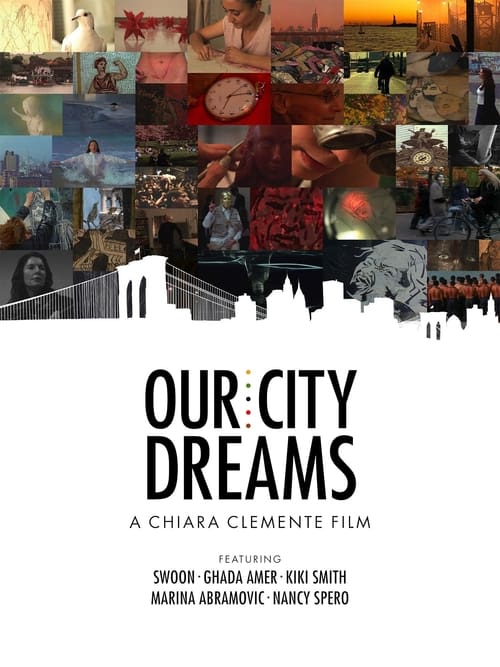 OUR CITY
DREAMS
A CHIARA CLEMENTE FILM
FEATURING
SWOON · GHADA AMER · KIKI SMITH
MARINA ABRAMOVIC · NANCY SPERO